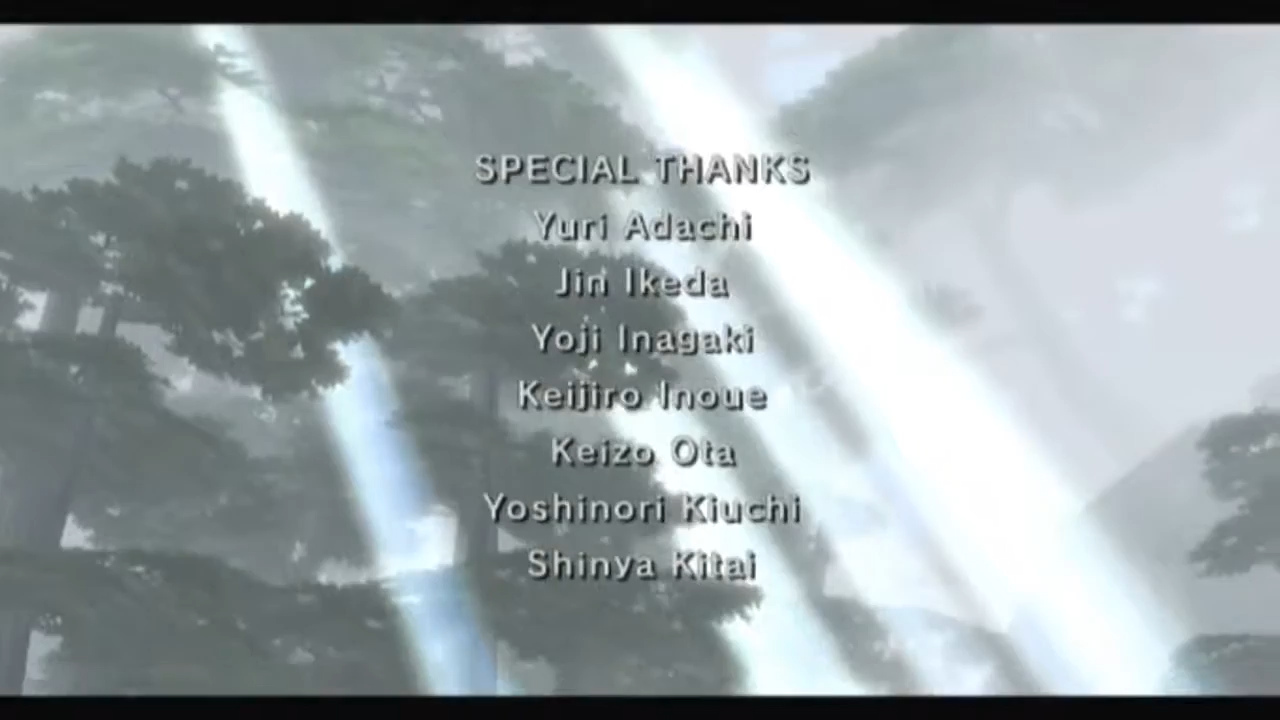 SPECIAL THANKS
Yuri Adachi
Jin Ikeda
Yoji Inagaki
Keijiro Inoue
Keizo Ota
Yoshinori Kiuchi
Shinya Kitai